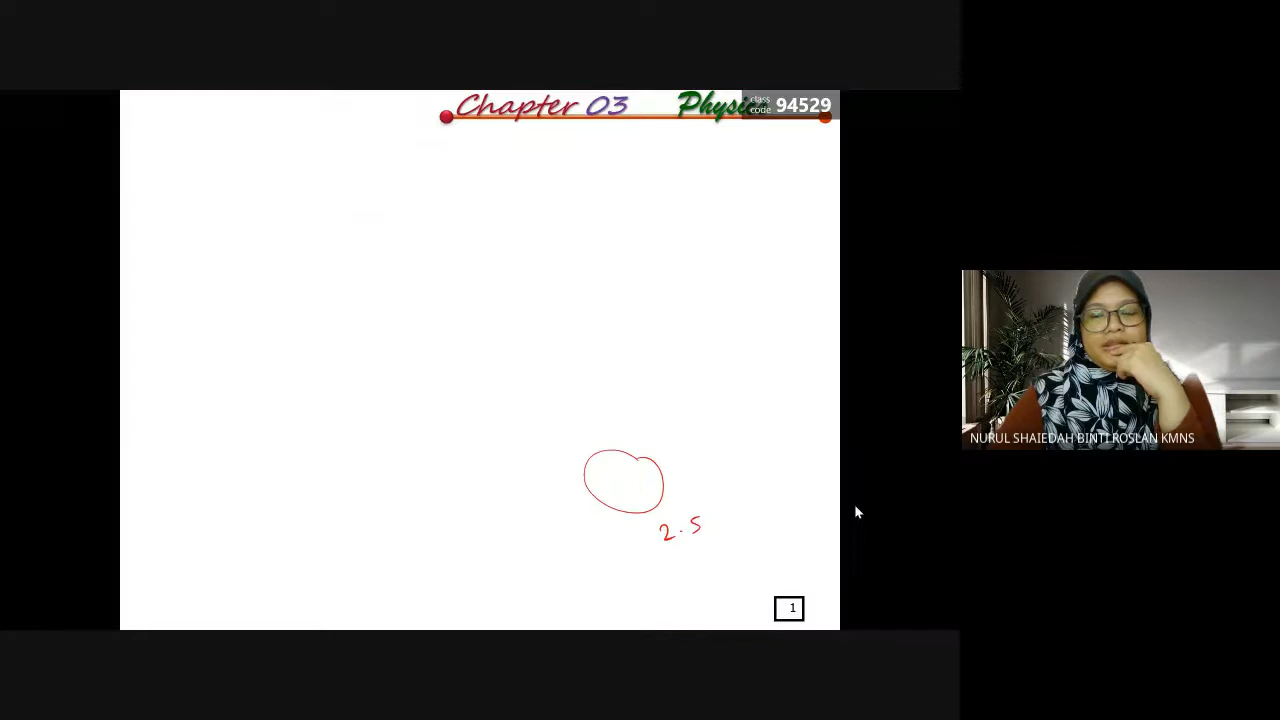 Chapter 03 Physi
class code 94529
2.5
1
NURUL SHAIEDAH BINTI ROSLAN KMNS